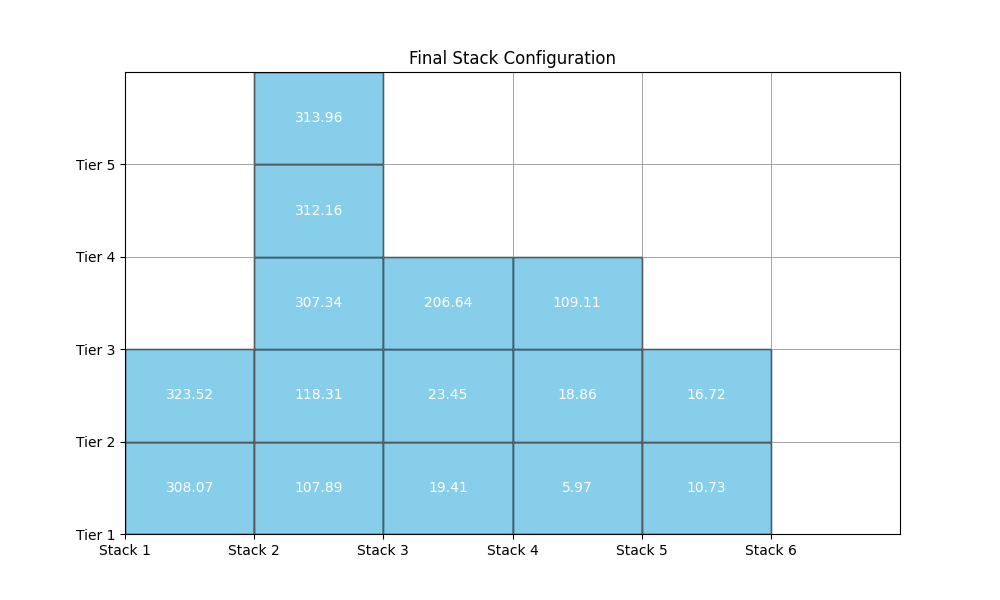 Final Stack Configuration
313.96
Tier 5
312.16
Tier 4
307.34 206.64 109.11
Tier 3
323.52 118.31 23.45 18.86 16.72
Tier 2
308.07 107.89 19.41 5.97 10.73
Tier 1
Stack 1 Stack 2 Stack 3 Stack 4 Stack 5 Stack 6